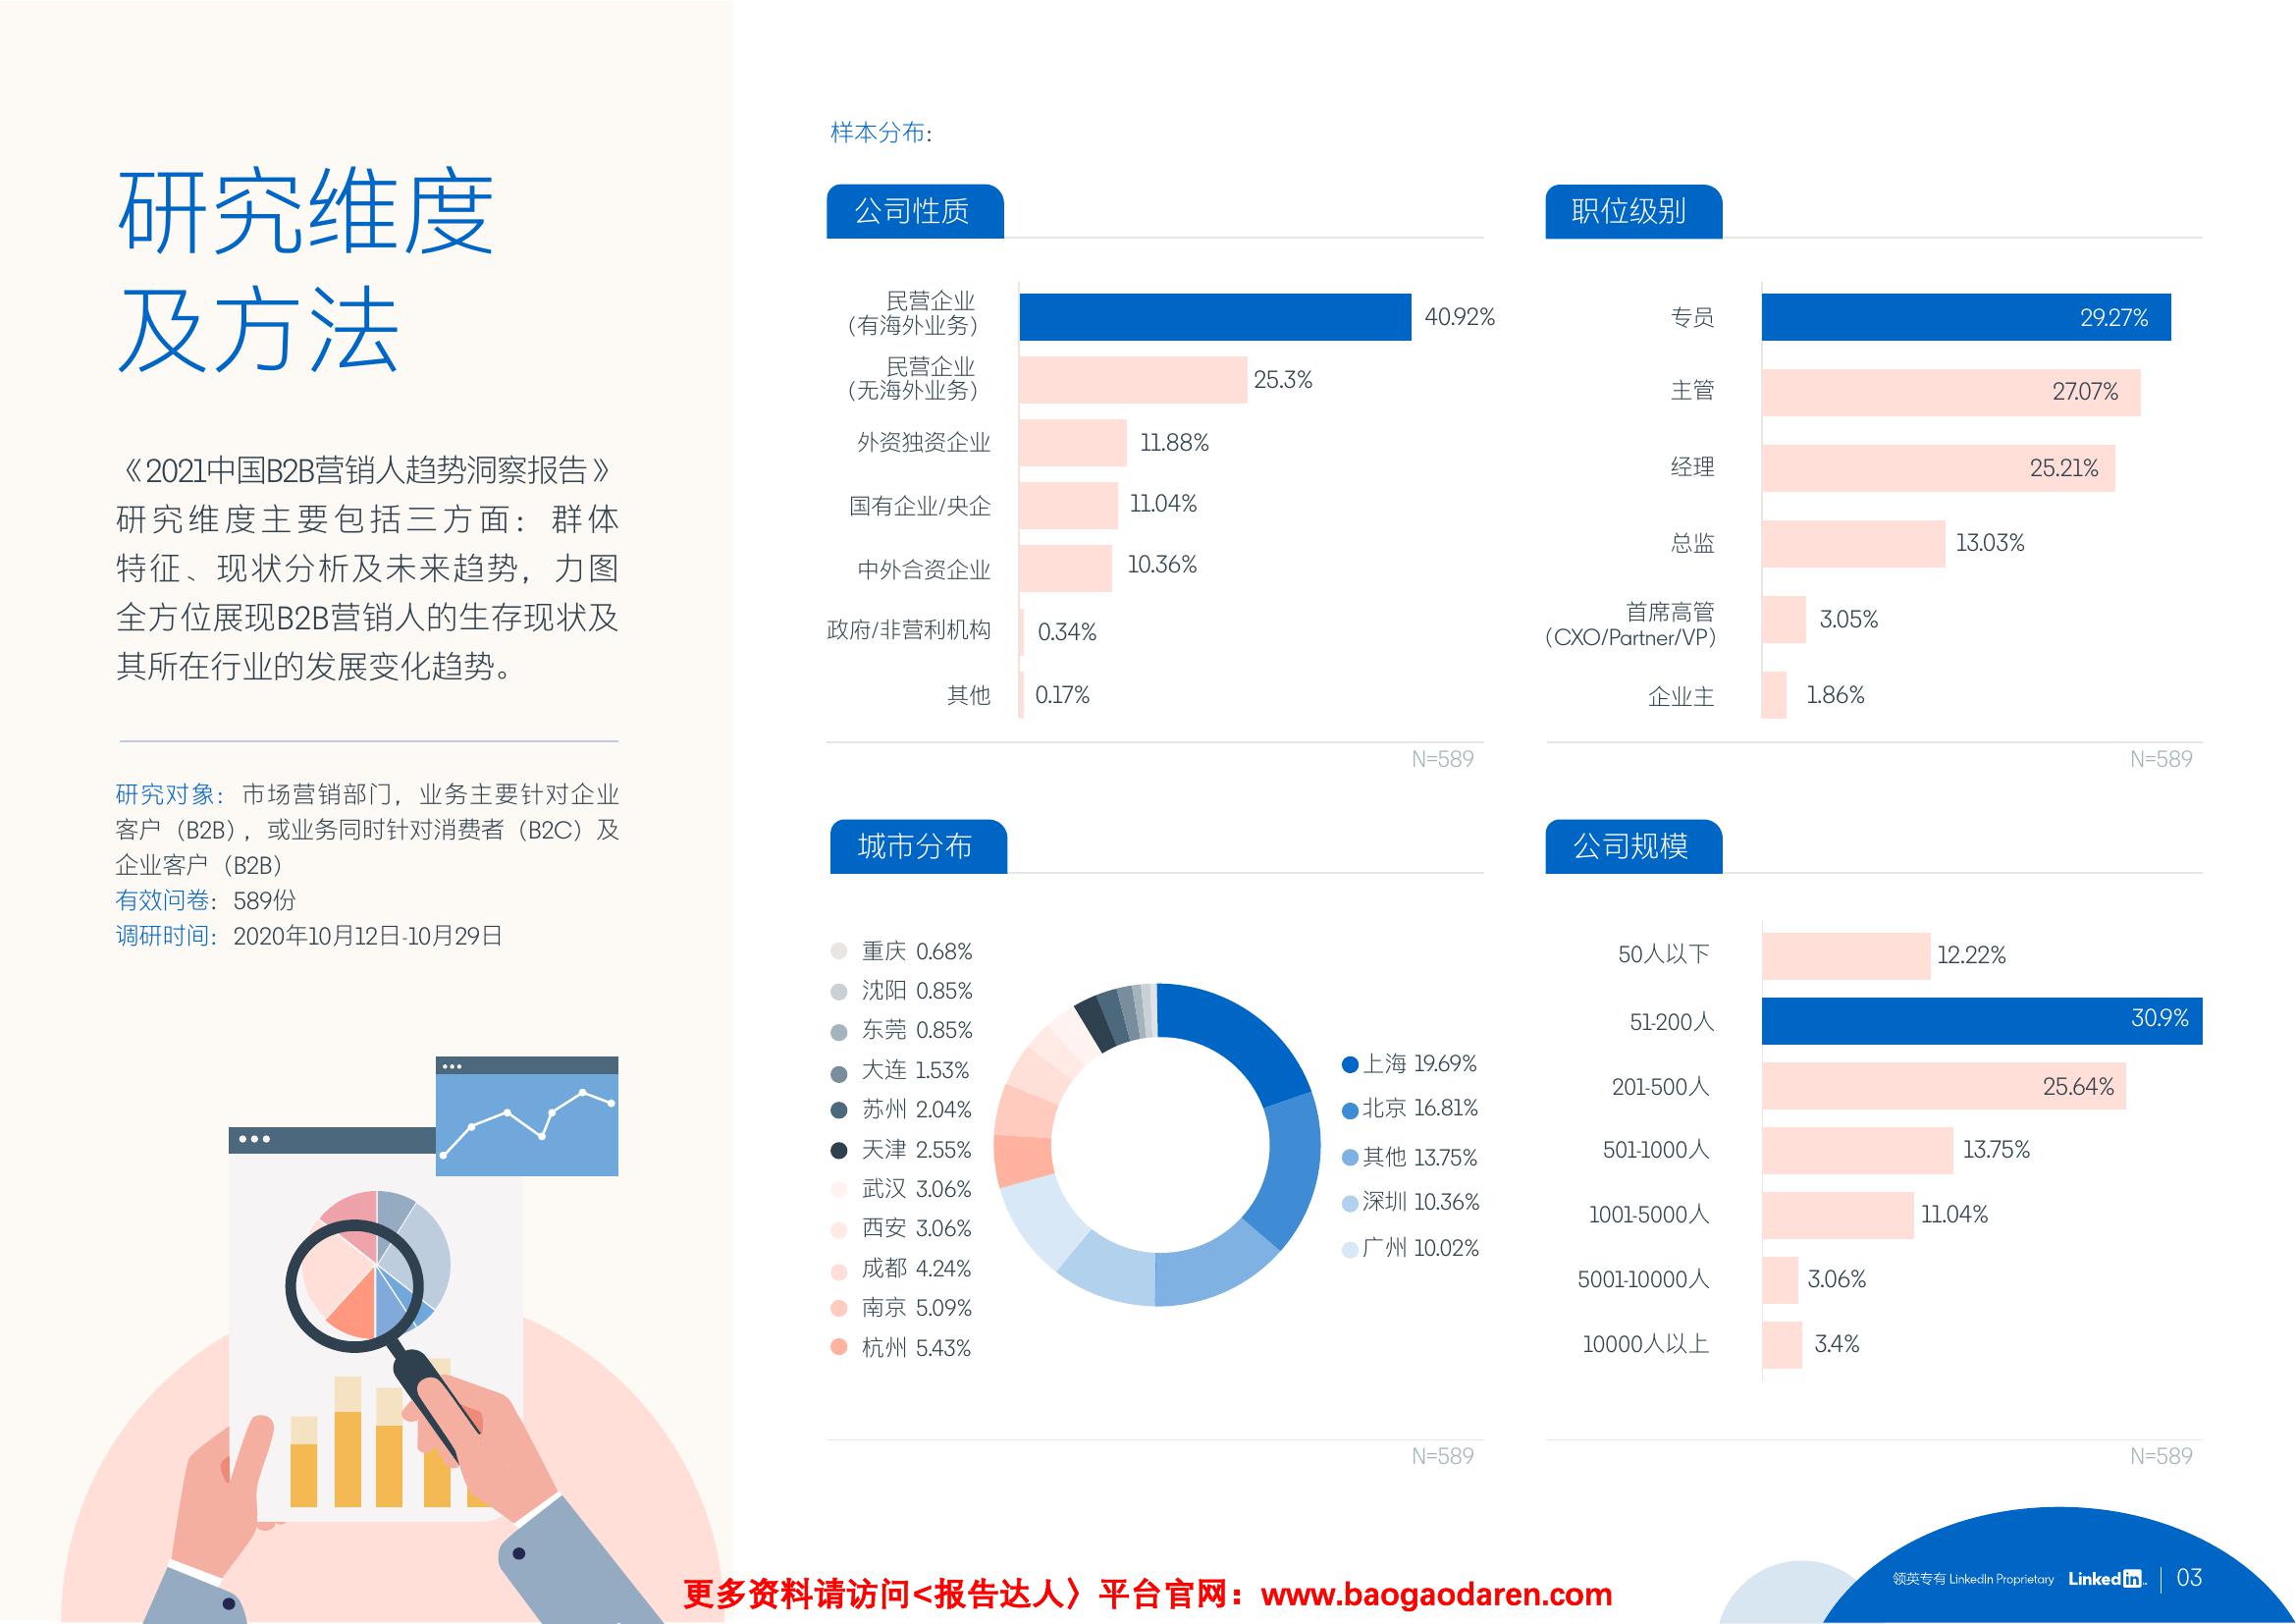 研究维度
及方法
《2021中国B2B营销人趋势洞察报告》
研究维度主要包括三方面：群体
特征、现状分析及未来趋势，力图
全方位展现B2B营销人的生存现状及
其所在行业的发展变化趋势。
研究对象：市场营销部门，业务主要针对企业
客户（B2B），或业务同时针对消费者（B2C）及
企业客户（B2B）
有效问卷：589份
调研时间：2020年10月12日-10月29日
样本分布：
公司性质
民营企业
（有海外业务）
40.92%
民营企业
（无海外业务）
25.3%
外资独资企业 11.88%
国有企业/央企 11.04%
中外合资企业 10.36%
政府/非营利机构 0.34%
其他 0.17%
N=589
职位级别
专员 29.27%
主管 27.07%
经理 25.21%
总监 13.03%
首席高管
（CXO/Partner/VP）
3.05%
企业主 1.86%
N=589
城市分布
重庆 0.68%
沈阳 0.85%
东莞 0.85%
大连 1.53%
苏州 2.04%
天津 2.55%
武汉 3.06%
西安 3.06%
成都 4.24%
南京 5.09%
杭州 5.43%
上海 19.69%
北京 16.81%
其他 13.75%
深圳 10.36%
广州 10.02%
N=589
公司规模
50人以下 12.22%
51-200人 30.9%
201-500人 25.64%
501-1000人 13.75%
1001-5000人 11.04%
5001-10000人 3.06%
10000人以上 3.4%
N=589
更多资料请访问<报告达人〉平台官网：www.baogaodaren.com
领英专有 LinkedIn Proprietary LinkedIn 03